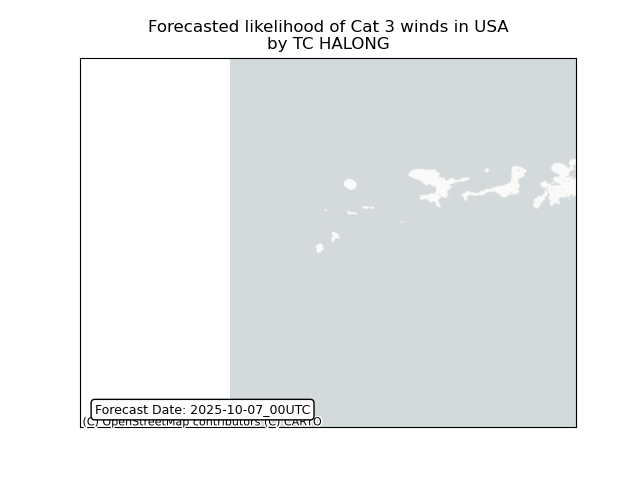 Forecasted likelihood of Cat 3 winds in USA
by TC HALONG
Forecast Date: 2025-10-07_00UTC
(C) OpenStreetMap contributors (C) CARTO